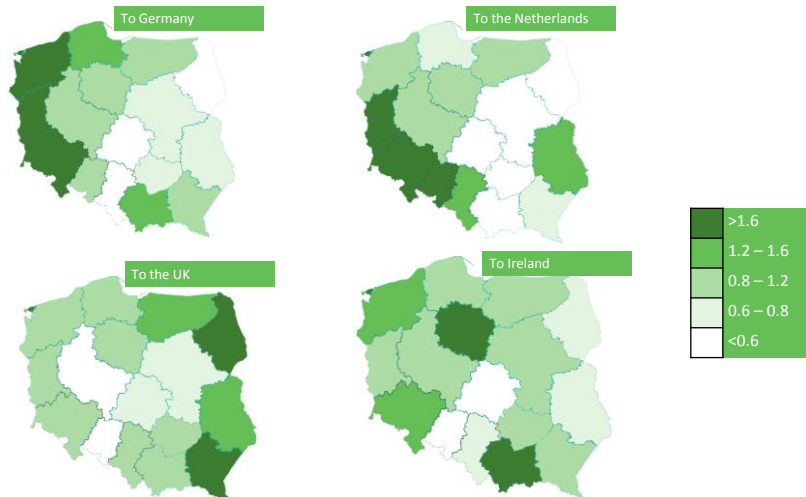 To Germany
To the Netherlands
To the UK
To Ireland
>1.6
1.2 – 1.6
0.8 – 1.2
0.6 – 0.8
<0.6